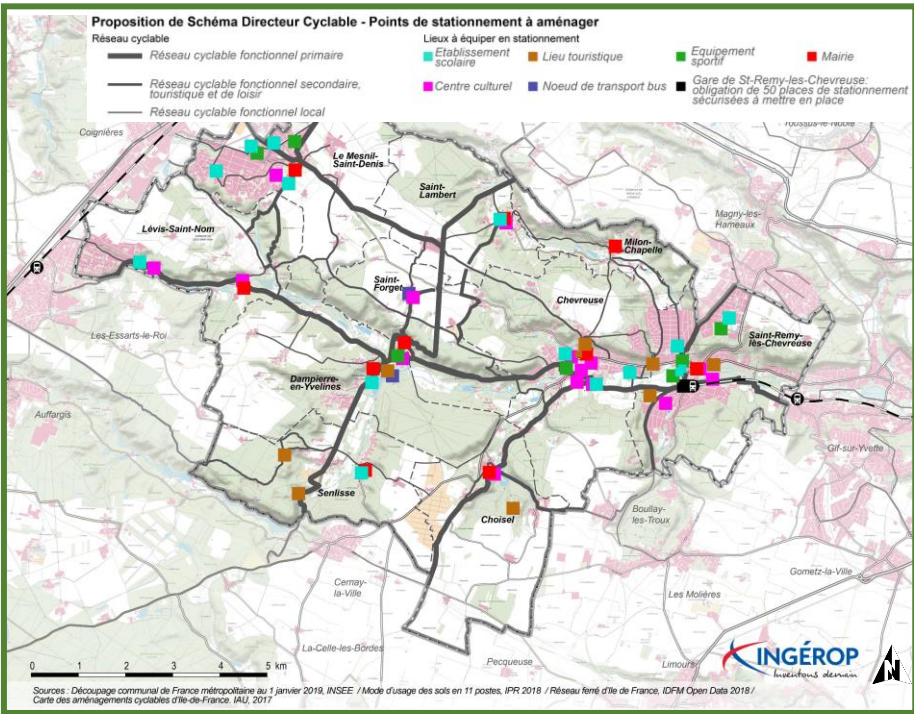 Proposition de Schéma Directeur Cyclable - Points de stationnement à aménager
Réseau cyclable
Réseau cyclable fonctionnel primaire
Réseau cyclable fonctionnel secondaire,
touristique et de loisir
Réseau cyclable fonctionnel local
Lieux à équiper en stationnement
Etablissement
scolaire
Lieu touristique
Equipement
sportif
Mairie
Centre culturel
Noeud de transport bus
Gare de St-Remy-les-Chevreuse:
obligation de 50 places de stationnement
sécurisées à mettre en place
Coignières
Toussus-le-Noble
Le Mesnil-
Saint-Denis
Saint-
Lambert
Magny-les-
Hameaux
Lévis-Saint-Nom
Milon-
Chapelle
Saint-
Forget
Chevreuse
Les-Essarts-le-Roi
Saint-Remy-
lès-Chevreuse
Dampierre-
en-Yvelines
Auffargis
Gif-sur-Yvette
Senlisse
Choisel
Boullay-
les-Troux
Cernay-
la-Ville
Gometz-la-Ville
Les Molières
La-Celle-les-Bordes
Pecqueuse
Limours
INGÉROP
Inventons demain
N
0 1 2 3 4 5 km
Sources : Découpage communal de France métropolitaine au 1 janvier 2019, INSEE / Mode d'usage des sols en 11 postes, IPR 2018 / Réseau ferré d'Ile de France, IDFM Open Data 2018 /
Carte des aménagements cyclables d'Ile-de-France. IAU, 2017